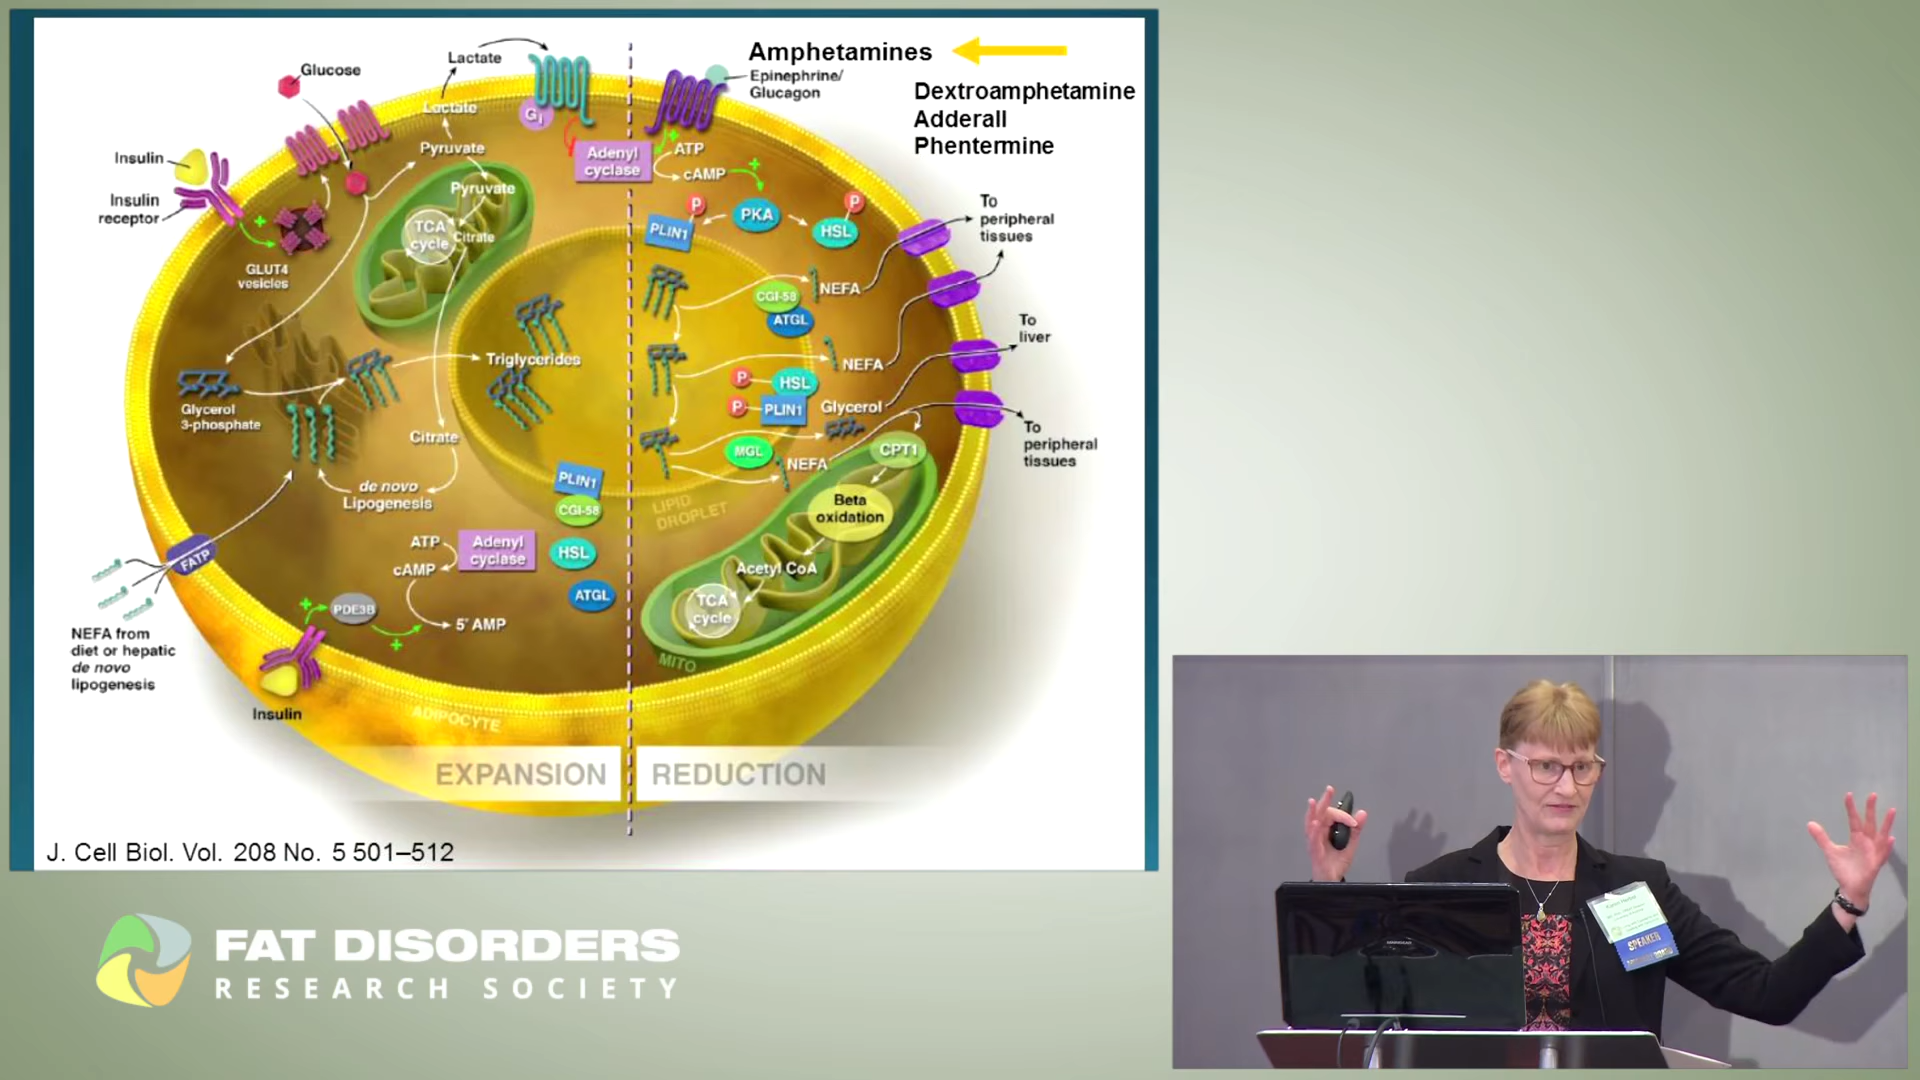 Amphetamines
Dextroamphetamine
Adderall
Phentermine
Epinephrine/
Glucagon
Lactate
Glucose
Lactate
Gi
Pyruvate
Adenyl
cyclase
ATP
cAMP
Insulin
Insulin
receptor
Pyruvate
TCA
cycle
Citrate
GLUT4
vesicles
P
PLIN1
PKA
P
HSL
To
peripheral
tissues
NEFA
CGI-58
ATGL
To
liver
Triglycerides
NEFA
Glycerol
3-phosphate
P
HSL
P
PLIN1
Glycerol
To
peripheral
tissues
Citrate
MGL
NEFA
CPT1
de novo
Lipogenesis
PLIN1
CGI-58
LIPID
DROPLET
Beta
oxidation
ATP
cAMP
Adenyl
cyclase
HSL
ATGL
Acetyl CoA
TCA
cycle
FATP
PDE3B
5' AMP
MITO
NEFA from
diet or hepatic
de novo
lipogenesis
Insulin
ADIPOCYTE
EXPANSION
REDUCTION
J. Cell Biol. Vol. 208 No. 5 501–512
FAT DISORDERS
RESEARCH SOCIETY
SPEAKER